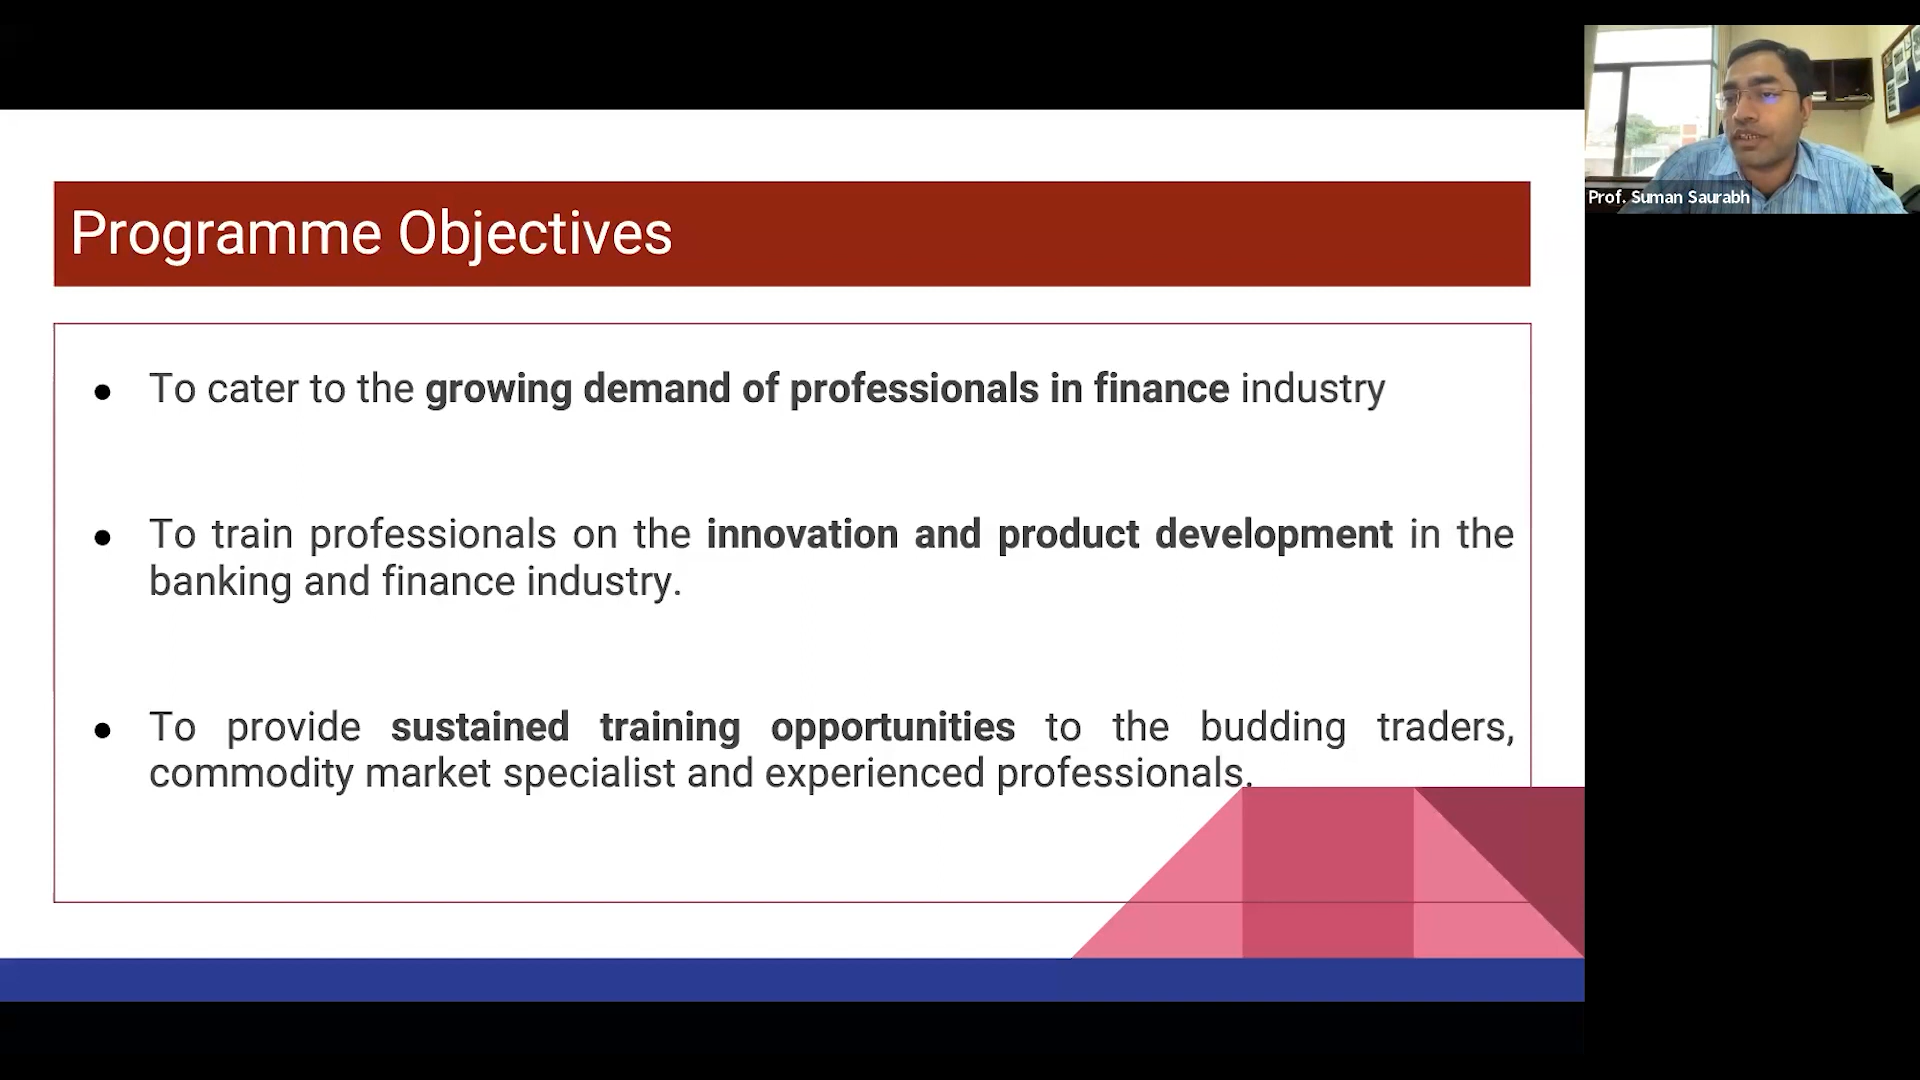 Programme Objectives
● To cater to the growing demand of professionals in finance industry
● To train professionals on the innovation and product development in the
banking and finance industry.
● To provide sustained training opportunities to the budding traders,
commodity market specialist and experienced professionals.
Prof. Suman Saurabh